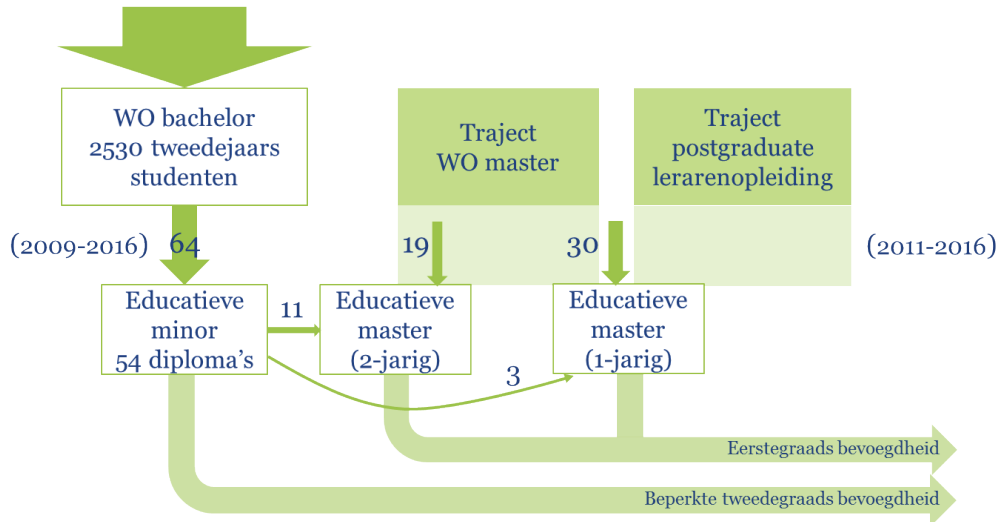 WO bachelor
2530 tweedejaars
studenten
Traject
WO master
Traject
postgraduate
lerarenopleiding
(2009-2016)
64
19
30
(2011-2016)
Educatieve
minor
54 diploma’s
11
Educatieve
master
(2-jarig)
3
Educatieve
master
(1-jarig)
Eerstegraads bevoegdheid
Beperkte tweedegraads bevoegdheid